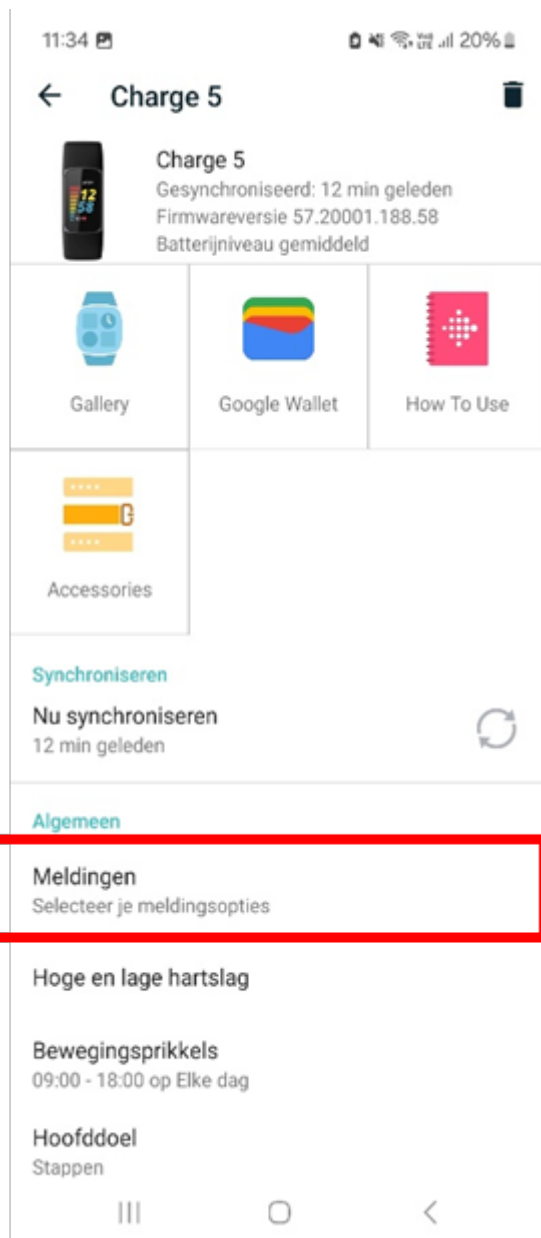 11:34 20%
Charge 5
Charge 5
Gesynchroniseerd: 12 min geleden
Firmwareversie 57.20001.188.58
Batterijniveau gemiddeld
Gallery Google Wallet How To Use
Accessories
Synchroniseren
Nu synchroniseren
12 min geleden
Algemeen
Meldingen
Selecteer je meldingsopties
Hoge en lage hartslag
Bewegingsprikkels
09:00 - 18:00 op Elke dag
Hoofddoel
Stappen